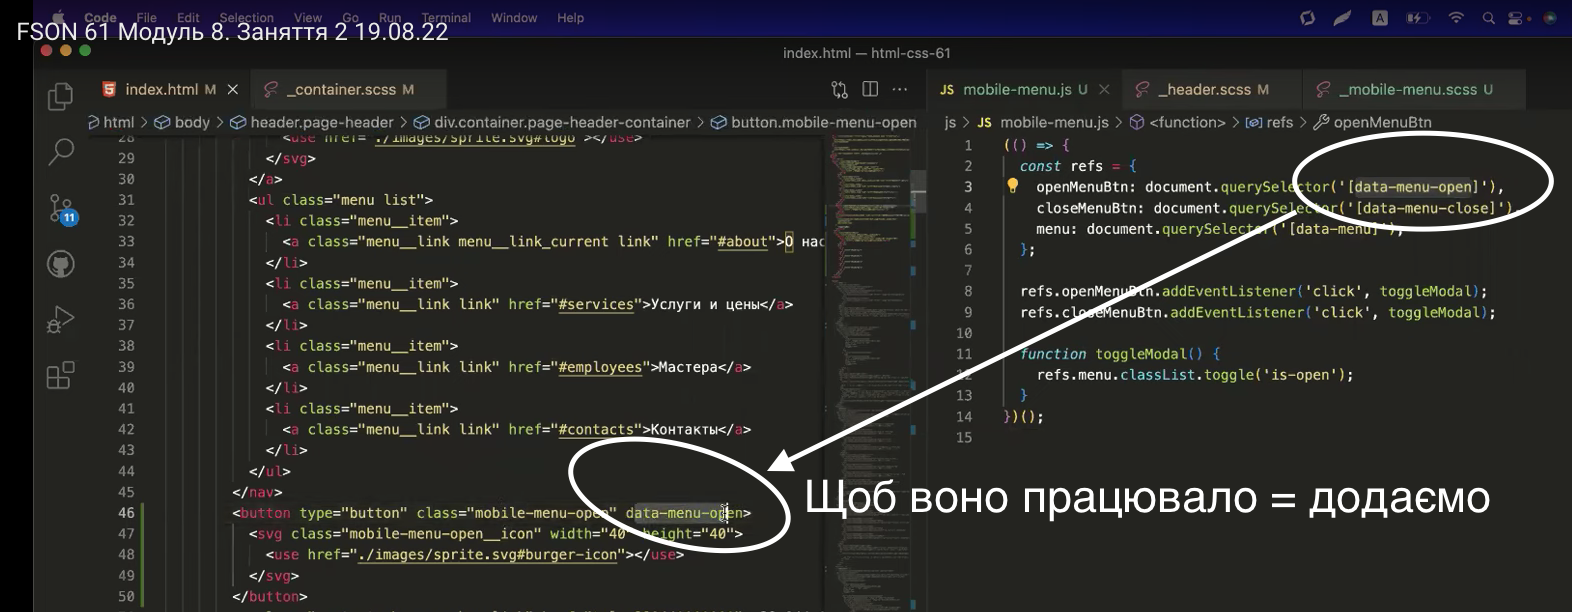 Code File Edit Selection View Go Run Terminal Window Help
A
FSON 61 Модуль 8. Заняття 2 19.08.22
index.html — html-css-61
index.html M
_container.scss M
html > body > header.page-header > div.container.page-header-container > button.mobile-menu-open
28 <use href="./images/sprite.svg#logo"></use>
29 </svg>
30 </a>
31 <ul class="menu list">
32 <li class="menu__item">
33 <a class="menu__link menu__link_current link" href="#about">О нас
34 </li>
35 <li class="menu__item">
36 <a class="menu__link link" href="#services">Услуги и цены</a>
37 </li>
38 <li class="menu__item">
39 <a class="menu__link link" href="#employees">Мастера</a>
40 </li>
41 <li class="menu__item">
42 <a class="menu__link link" href="#contacts">Контакты</a>
43 </li>
44 </ul>
45 </nav>
46 <button type="button" class="mobile-menu-open" data-menu-open>
47 <svg class="mobile-menu-open__icon" width="40" height="40">
48 <use href="./images/sprite.svg#burger-icon"></use>
49 </svg>
50 </button>
11
JS mobile-menu.js U
_header.scss M
_mobile-menu.scss U
js > JS mobile-menu.js > <function> > refs > openMenuBtn
1 (() => {
2 const refs = {
3 openMenuBtn: document.querySelector('[data-menu-open]'),
4 closeMenuBtn: document.querySelector('[data-menu-close]'),
5 menu: document.querySelector('[data-menu]'),
6 };
7
8 refs.openMenuBtn.addEventListener('click', toggleModal);
9 refs.closeMenuBtn.addEventListener('click', toggleModal);
10
11 function toggleModal() {
12 refs.menu.classList.toggle('is-open');
13 }
14 })();
15
Щоб воно працювало = додаємо